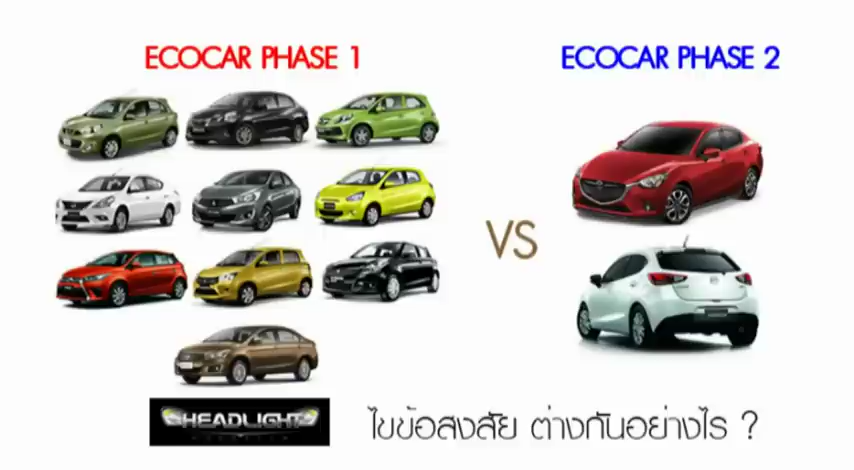 ECOCAR PHASE 1
ECOCAR PHASE 2
VS
HEADLIGHT
ไขข้อสงสัย ต่างกันอย่างไร ?